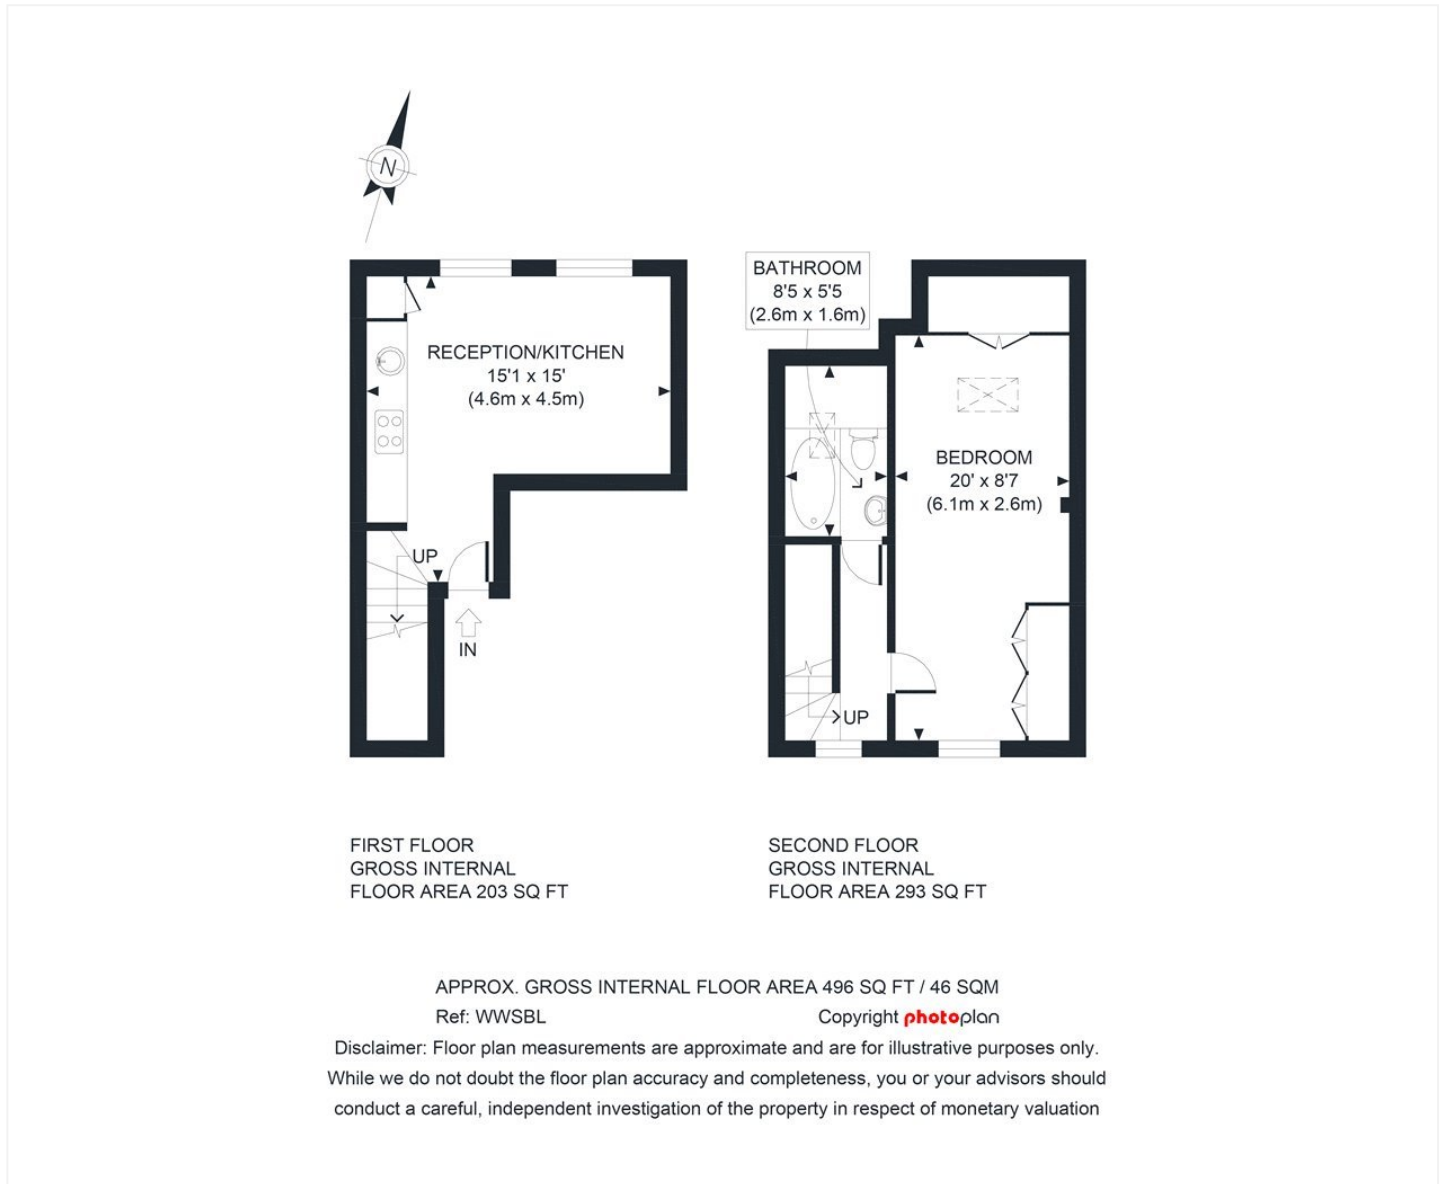 N
BATHROOM
8'5 x 5'5
(2.6m x 1.6m)
RECEPTION/KITCHEN
15'1 x 15'
(4.6m x 4.5m)
BEDROOM
20' x 8'7
(6.1m x 2.6m)
UP
IN
UP
FIRST FLOOR
GROSS INTERNAL
FLOOR AREA 203 SQ FT
SECOND FLOOR
GROSS INTERNAL
FLOOR AREA 293 SQ FT
APPROX. GROSS INTERNAL FLOOR AREA 496 SQ FT / 46 SQM
Ref: WWSBL
Copyright photoplan
Disclaimer: Floor plan measurements are approximate and are for illustrative purposes only.
While we do not doubt the floor plan accuracy and completeness, you or your advisors should
conduct a careful, independent investigation of the property in respect of monetary valuation